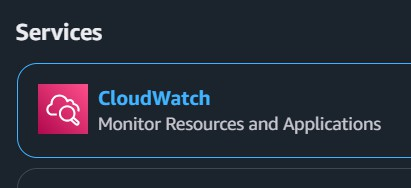 Services
CloudWatch
Monitor Resources and Applications